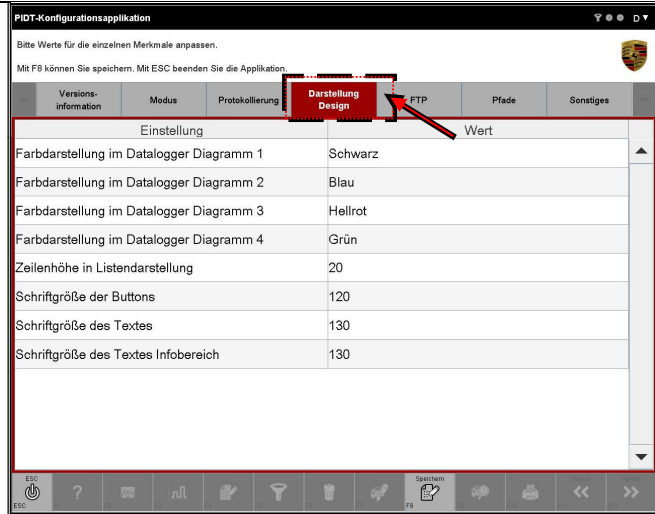 PIDT-Konfigurationsapplikation
D
Bitte Werte für die einzelnen Merkmale anpassen.
Mit F8 können Sie speichern. Mit ESC beenden Sie die Applikation.
Versions-
information
Modus
Protokollierung
Darstellung
Design
FTP
Pfade
Sonstiges
Einstellung
Wert
Farbdarstellung im Datalogger Diagramm 1
Schwarz
Farbdarstellung im Datalogger Diagramm 2
Blau
Farbdarstellung im Datalogger Diagramm 3
Hellrot
Farbdarstellung im Datalogger Diagramm 4
Grün
Zeilenhöhe in Listendarstellung
20
Schriftgröße der Buttons
120
Schriftgröße des Textes
130
Schriftgröße des Textes Infobereich
130
ESC
ESC
Speichern
F8